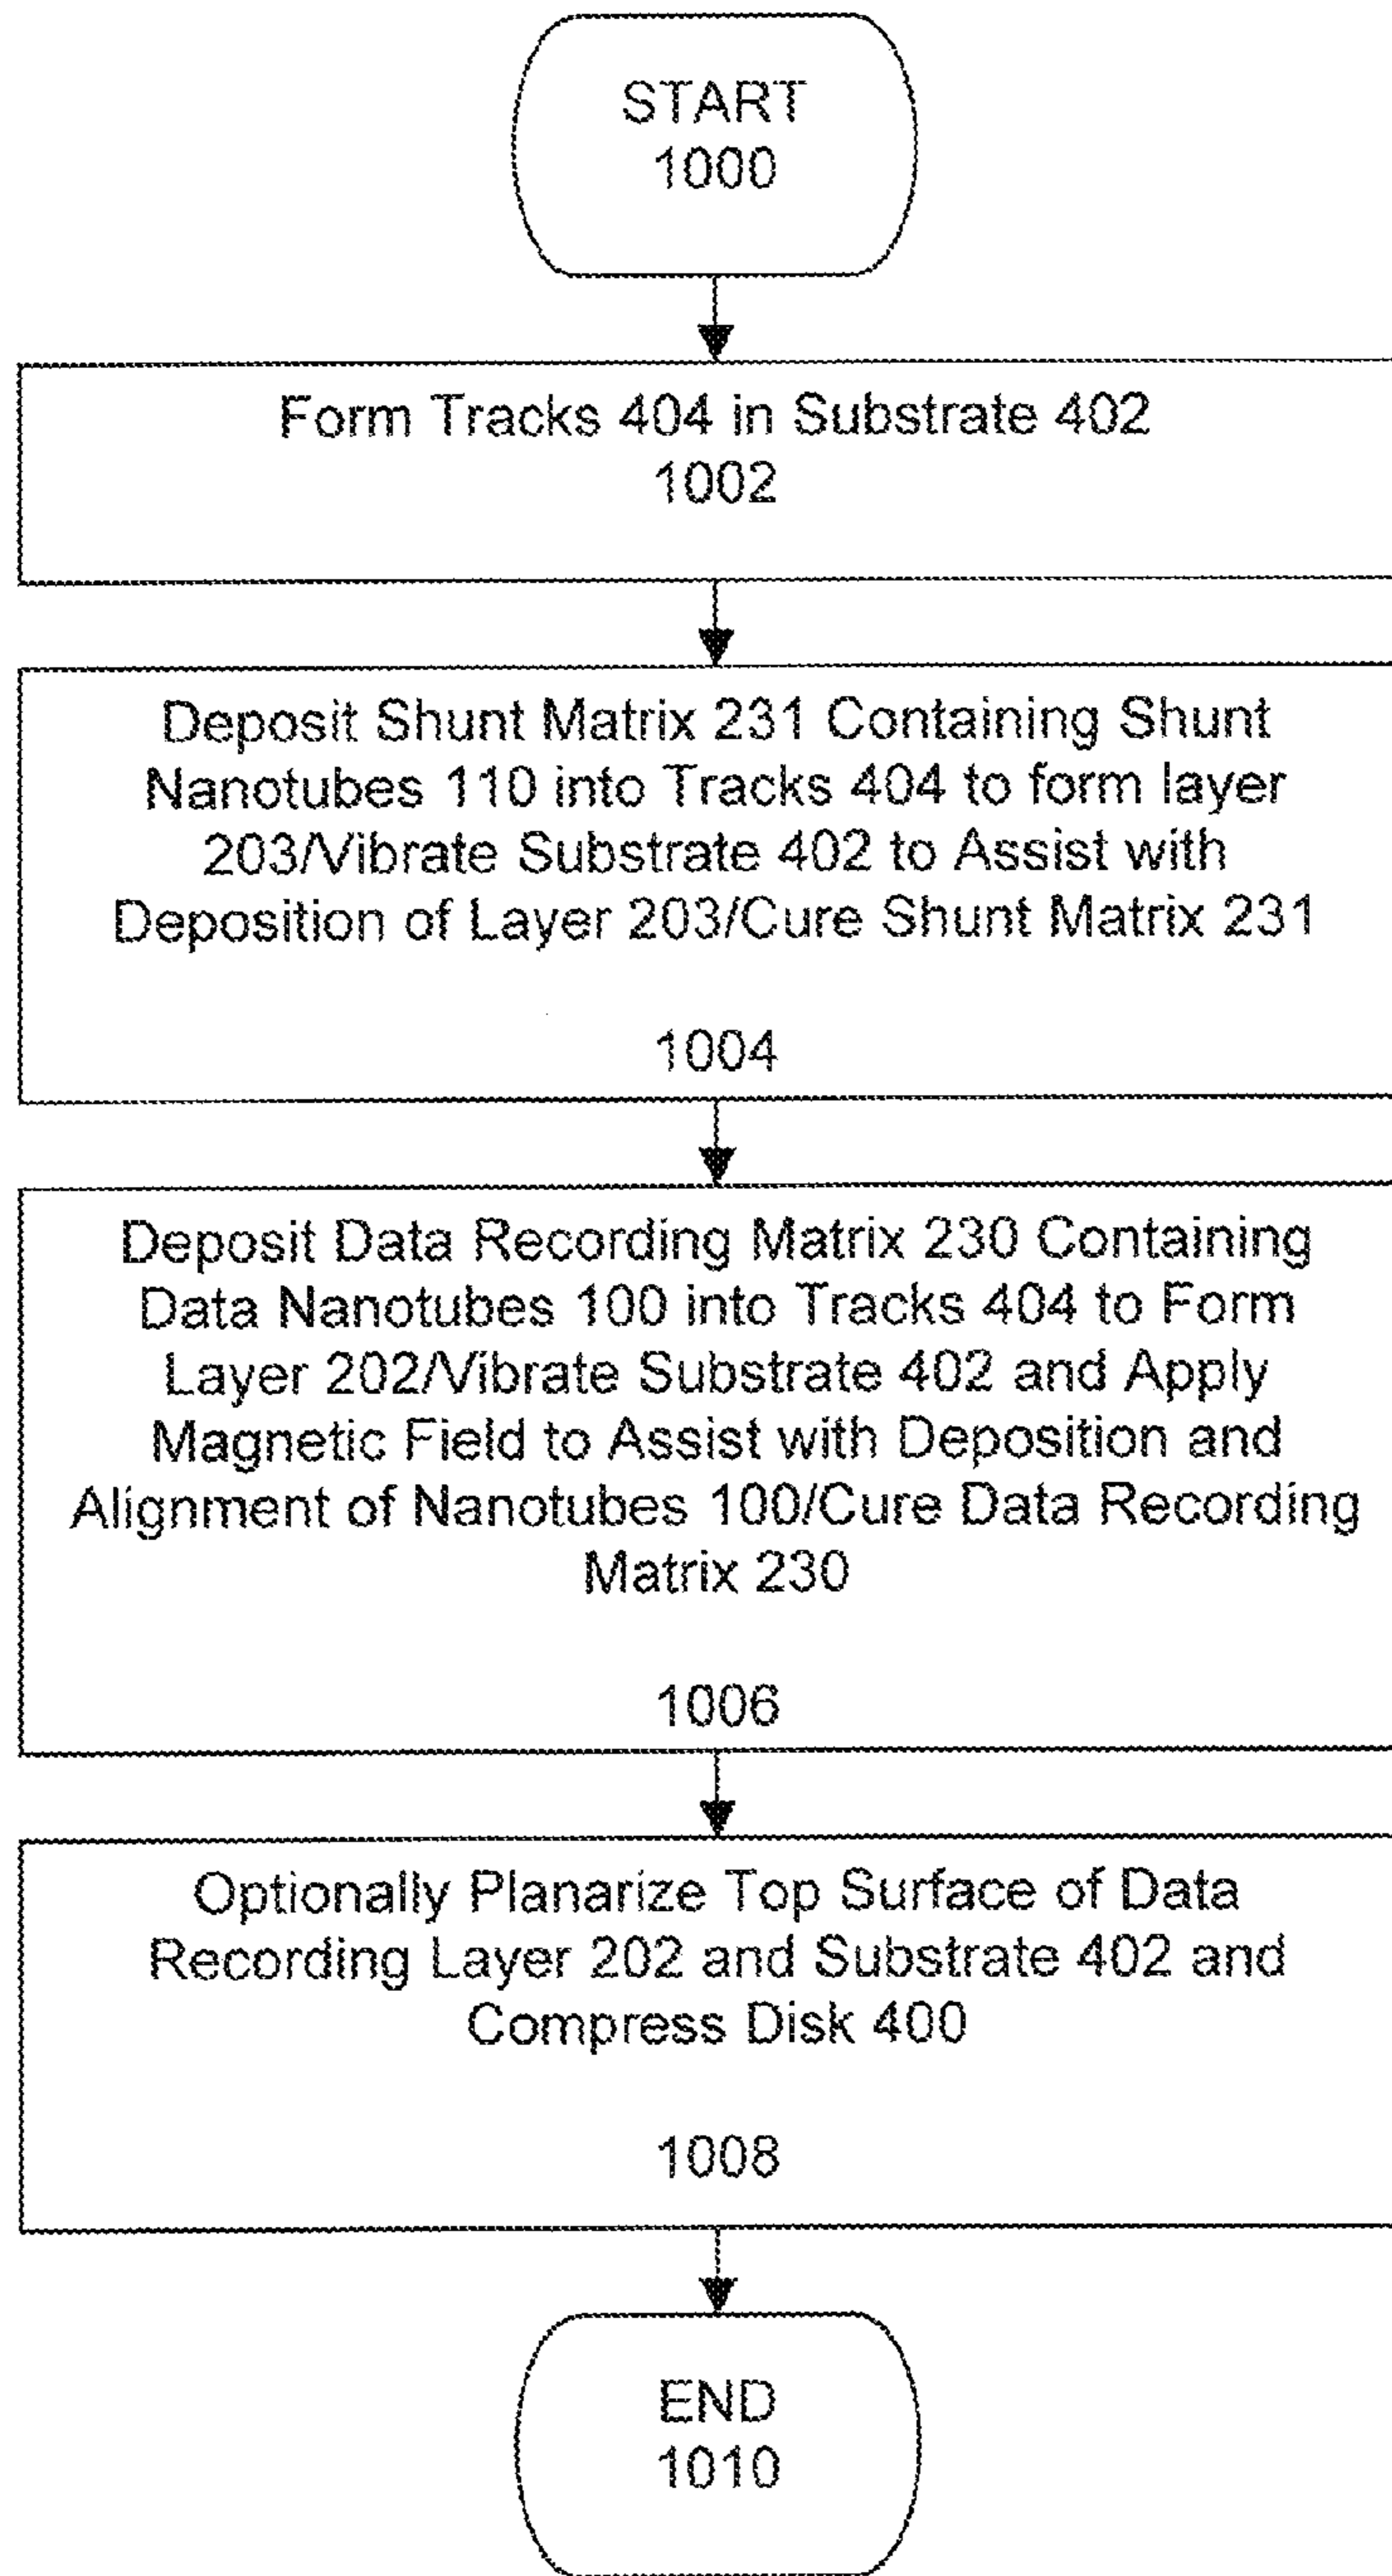 START
1000
Form Tracks 404 in Substrate 402
1002
Deposit Shunt Matrix 231 Containing Shunt
Nanotubes 110 into Tracks 404 to form layer
203/Vibrate Substrate 402 to Assist with
Deposition of Layer 203/Cure Shunt Matrix 231
1004
Deposit Data Recording Matrix 230 Containing
Data Nanotubes 100 into Tracks 404 to Form
Layer 202/Vibrate Substrate 402 and Apply
Magnetic Field to Assist with Deposition and
Alignment of Nanotubes 100/Cure Data Recording
Matrix 230
1006
Optionally Planarize Top Surface of Data
Recording Layer 202 and Substrate 402 and
Compress Disk 400
1008
END
1010